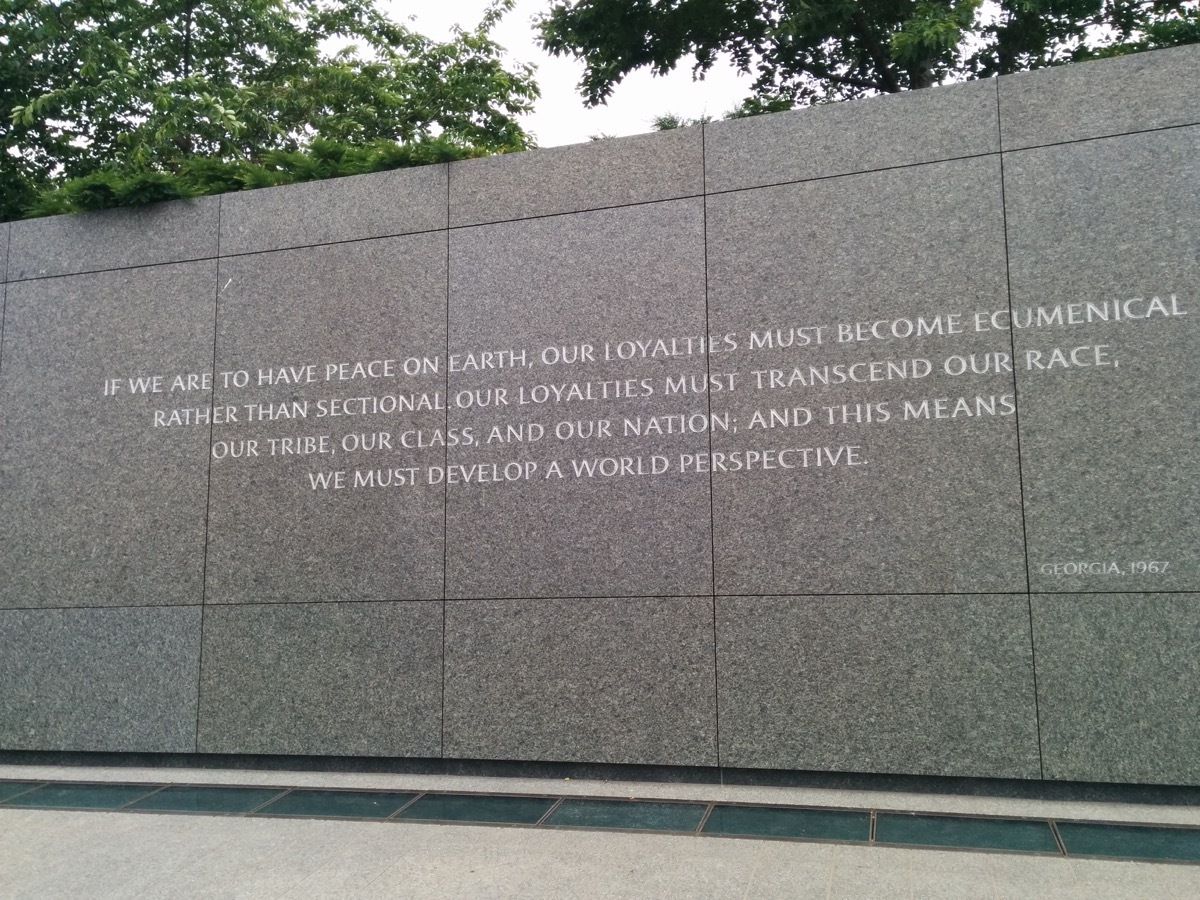 IF WE ARE TO HAVE PEACE ON EARTH, OUR LOYALTIES MUST BECOME ECUMENICAL
RATHER THAN SECTIONAL. OUR LOYALTIES MUST TRANSCEND OUR RACE,
OUR TRIBE, OUR CLASS, AND OUR NATION; AND THIS MEANS
WE MUST DEVELOP A WORLD PERSPECTIVE.
GEORGIA, 1967